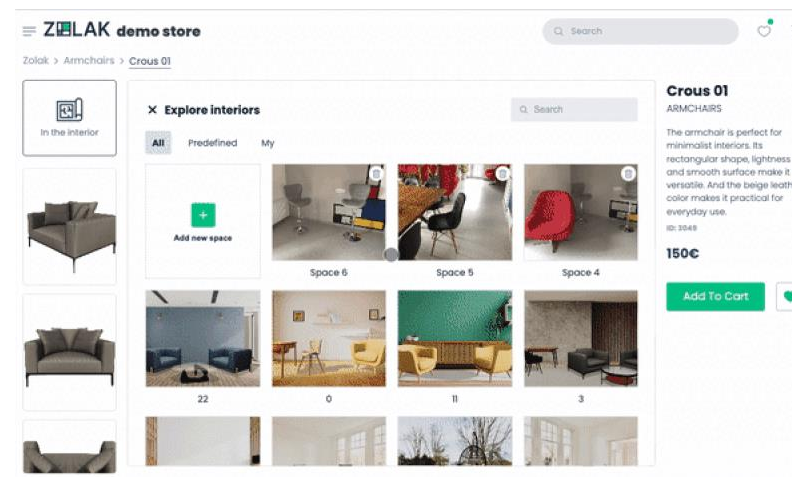 ZOLAK demo store
Search
Zolak > Armchairs > Crous 01
In the interior
× Explore interiors
Search
All Predefined My
Add new space
Space 6
Space 5
Space 4
22
0
11
3
Crous 01
ARMCHAIRS
The armchair is perfect for
minimalist interiors. Its
rectangular shape, lightness
and smooth surface make it
versatile. And the beige leath
color makes it practical for
everyday use.
ID: 3049
150€
Add To Cart